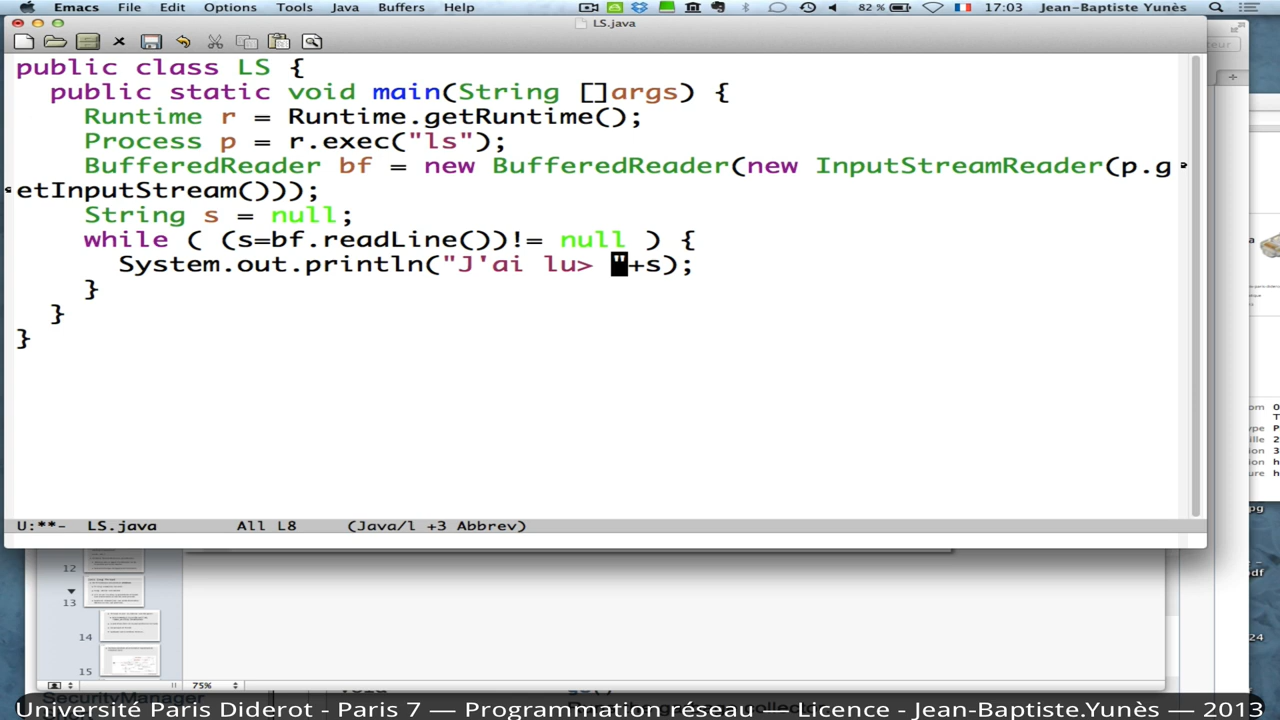 Emacs File Edit Options Tools Java Buffers Help 82 % 17:03 Jean-Baptiste Yunès
LS.java
public class LS {
public static void main(String []args) {
Runtime r = Runtime.getRuntime();
Process p = r.exec("ls");
BufferedReader bf = new BufferedReader(new InputStreamReader(p.g
etInputStream()));
String s = null;
while ( (s=bf.readLine())!= null ) {
System.out.println("J'ai lu> "+s);
}
}
}
U:**- LS.java All L8 (Java/l +3 Abbrev)
12
13
14
15
75%
SecurityManager
Université Paris Diderot - Paris 7 — Programmation réseau — Licence - Jean-Baptiste.Yunès — 2013